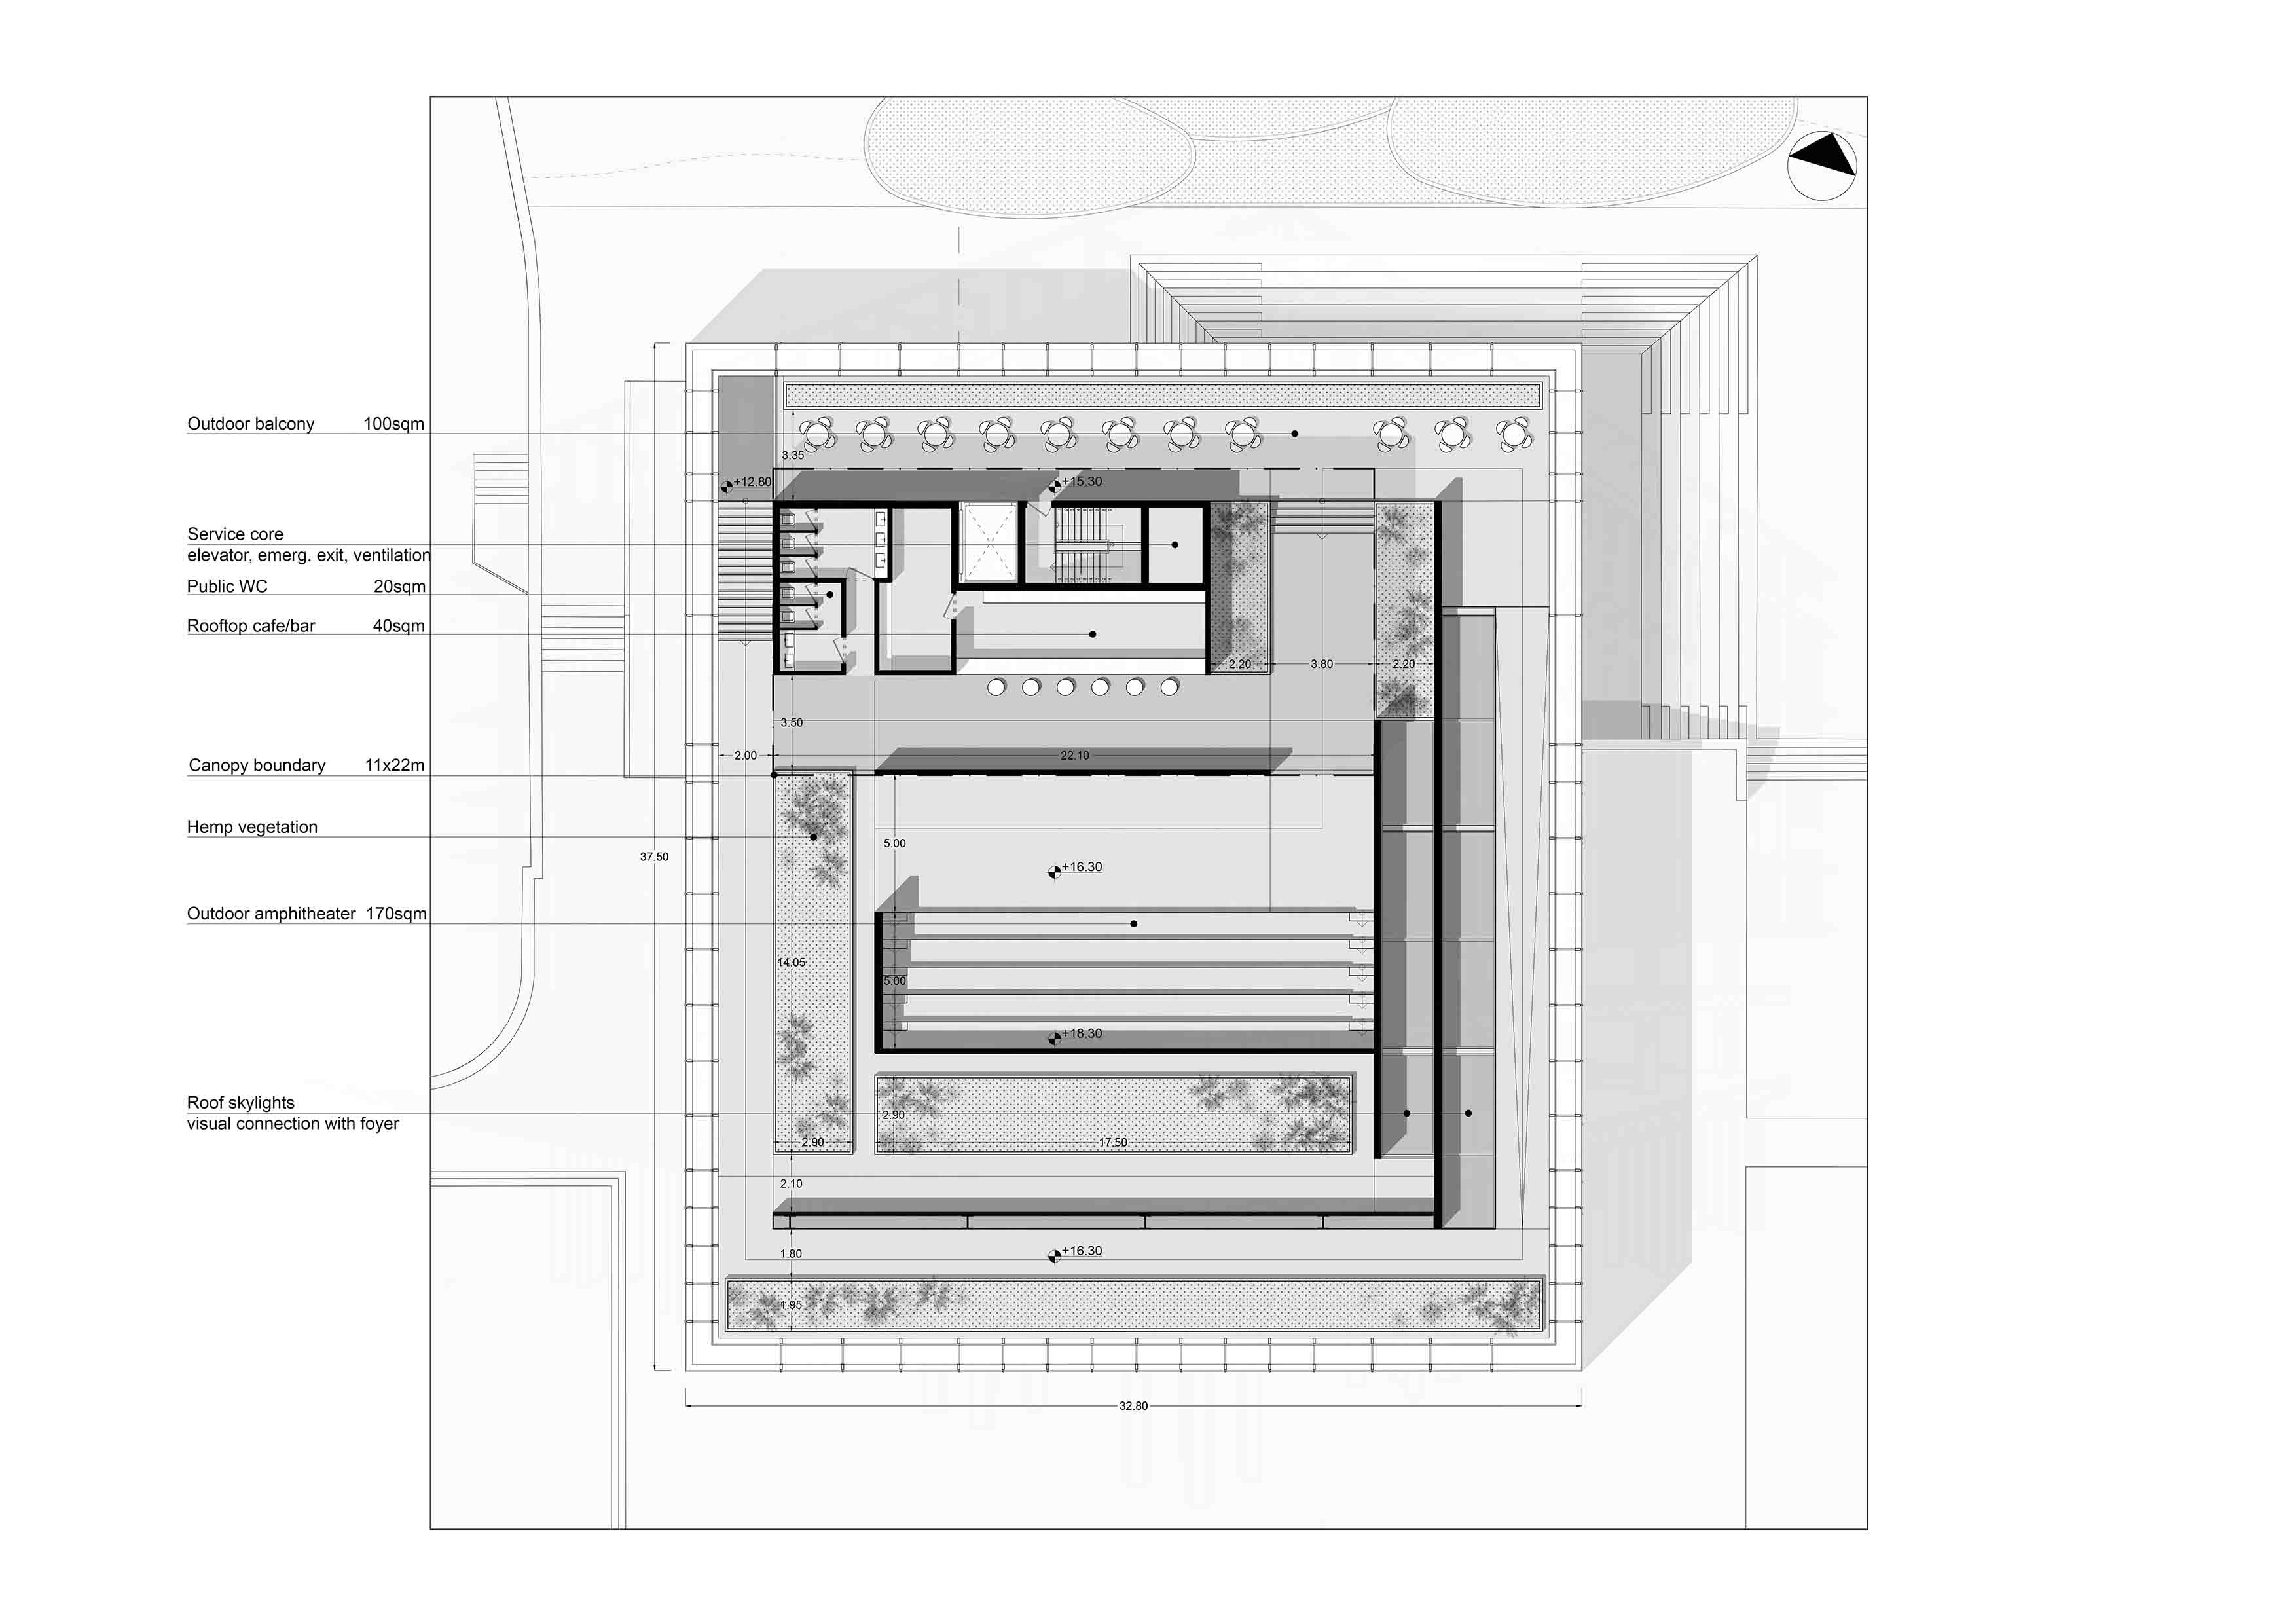 Outdoor balcony 100sqm
3.35
+12.80
+15.30
Service core
elevator, emerg. exit, ventilation
Public WC 20sqm
Rooftop cafe/bar 40sqm
2.20
3.80
2.20
3.50
2.00
22.10
Canopy boundary 11x22m
Hemp vegetation
5.00
37.50
+16.30
Outdoor amphitheater 170sqm
14.05
5.00
+18.30
Roof skylights
visual connection with foyer
2.90
2.90
17.50
2.10
1.80
+16.30
1.95
32.80